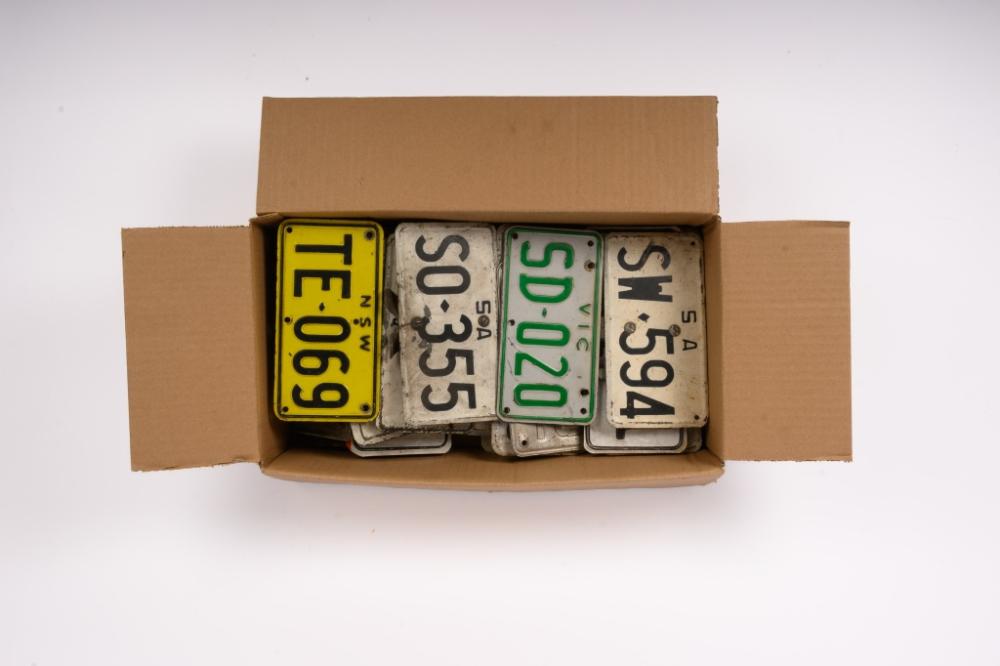 TE·069
NSW
SO·355
SA
SD·020
VIC
SW·594
SA